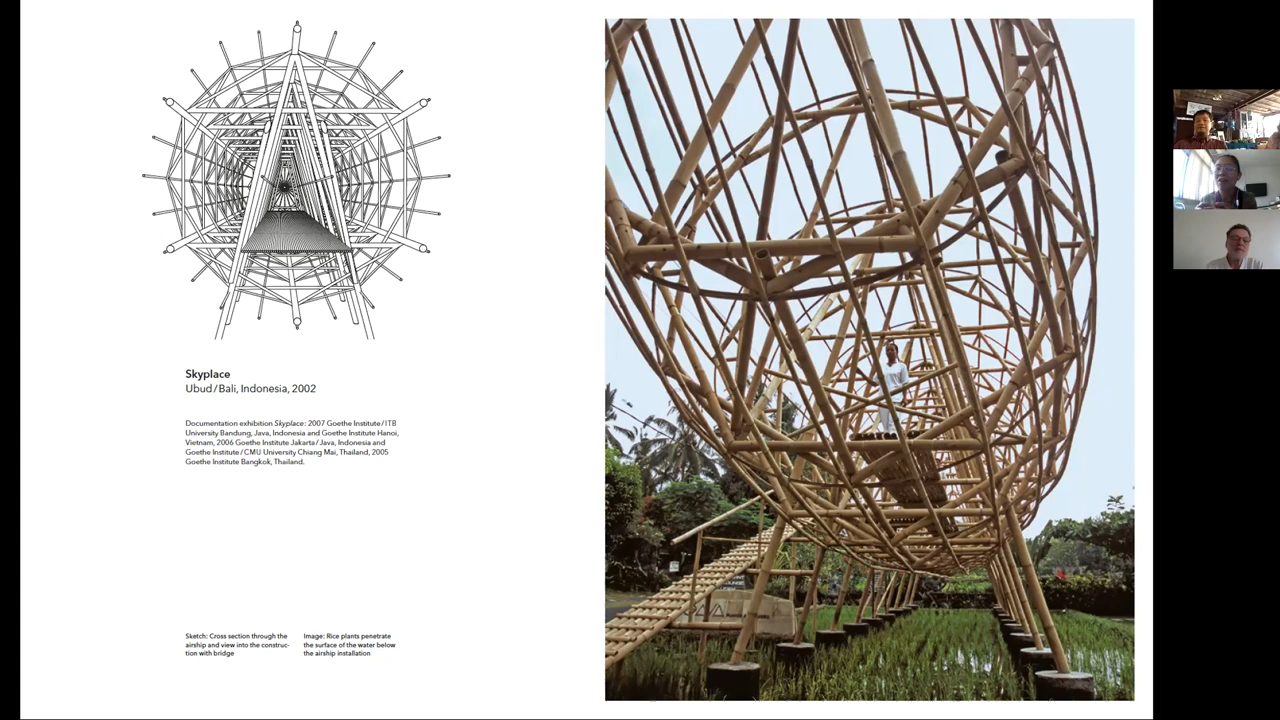 Skyplace
Ubud / Bali, Indonesia, 2002
Documentation exhibition Skyplace: 2007 Goethe Institute / ITB
University Bandung, Java, Indonesia and Goethe Institute Hanoi,
Vietnam, 2006 Goethe Institute Jakarta / Java, Indonesia and
Goethe Institute / CMU University Chiang Mai, Thailand, 2005
Goethe Institute Bangkok, Thailand.
Sketch: Cross section through the
airship and view into the construc-
tion with bridge
Image: Rice plants penetrate
the surface of the water below
the airship installation